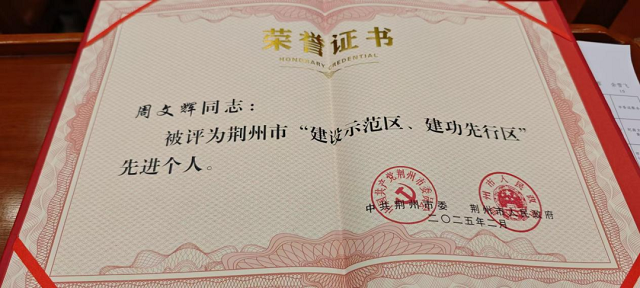 荣誉证书
HONORARY CREDENTIAL
周文辉同志：
被评为荆州市“建设示范区、建功先行区”
先进个人。
中共荆州市委 荆州市人民政府
二〇二五年二月